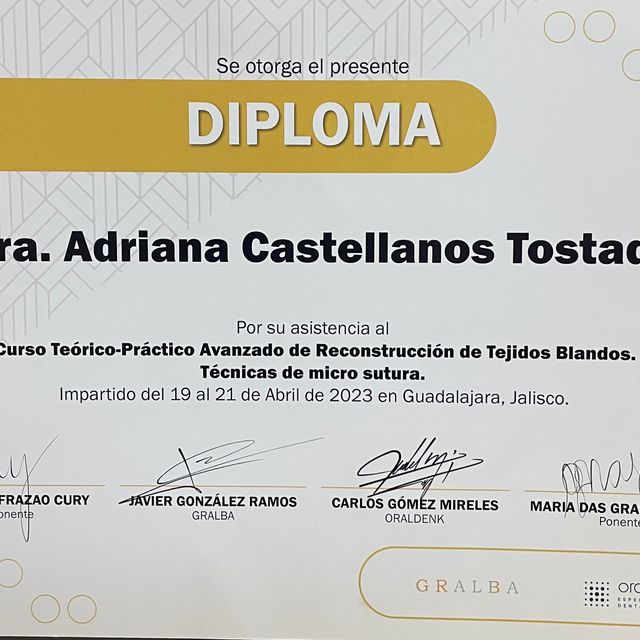 Se otorga el presente
DIPLOMA
ra. Adriana Castellanos Tostad
Por su asistencia al
Curso Teórico-Práctico Avanzado de Reconstrucción de Tejidos Blandos.
Técnicas de micro sutura.
Impartido del 19 al 21 de Abril de 2023 en Guadalajara, Jalisco.
FRAZAO CURY JAVIER GONZÁLEZ RAMOS CARLOS GÓMEZ MIRELES MARIA DAS GRA
onente GRALBA ORALDENK Ponente
GRALBA